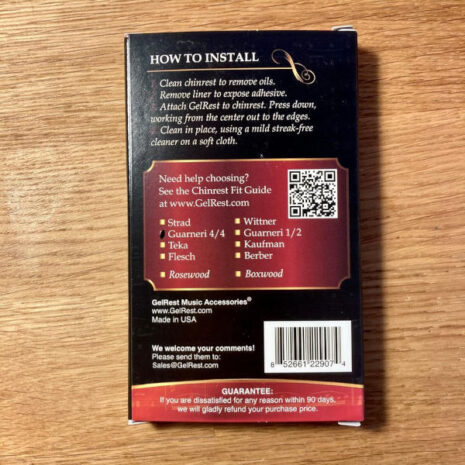 HOW TO INSTALL
Clean chinrest to remove oils.
Remove liner to expose adhesive.
Attach GelRest to chinrest. Press down,
working from the center out to the edges.
Clean in place, using a mild streak-free
cleaner on a soft cloth.
Need help choosing?
See the Chinrest Fit Guide
at www.GelRest.com
Strad
Guarneri 4/4
Teka
Flesch
Rosewood
Wittner
Guarneri 1/2
Kaufman
Berber
Boxwood
GelRest Music Accessories®
www.GelRest.com
Made in USA
We welcome your comments!
Please send them to:
Sales@GelRest.com
8 52661 22907 4
GUARANTEE:
If you are dissatisfied for any reason within 90 days,
we will gladly refund your purchase price.